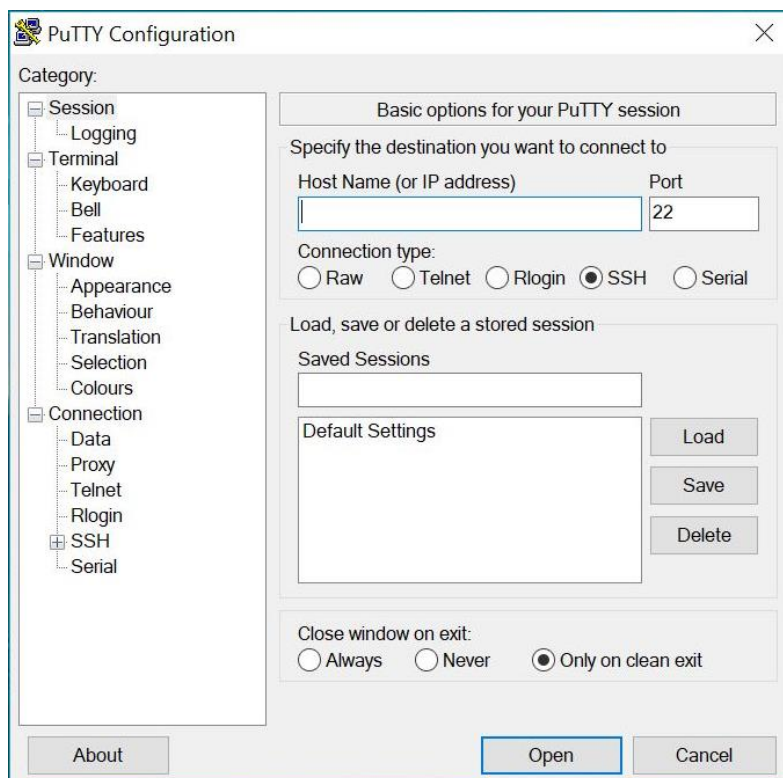 PuTTY Configuration
Category:
Session
Logging
Terminal
Keyboard
Bell
Features
Window
Appearance
Behaviour
Translation
Selection
Colours
Connection
Data
Proxy
Telnet
Rlogin
SSH
Serial
Basic options for your PuTTY session
Specify the destination you want to connect to
Host Name (or IP address) Port
22
Connection type:
Raw Telnet Rlogin SSH Serial
Load, save or delete a stored session
Saved Sessions
Default Settings
Load
Save
Delete
Close window on exit:
Always Never Only on clean exit
About Open Cancel